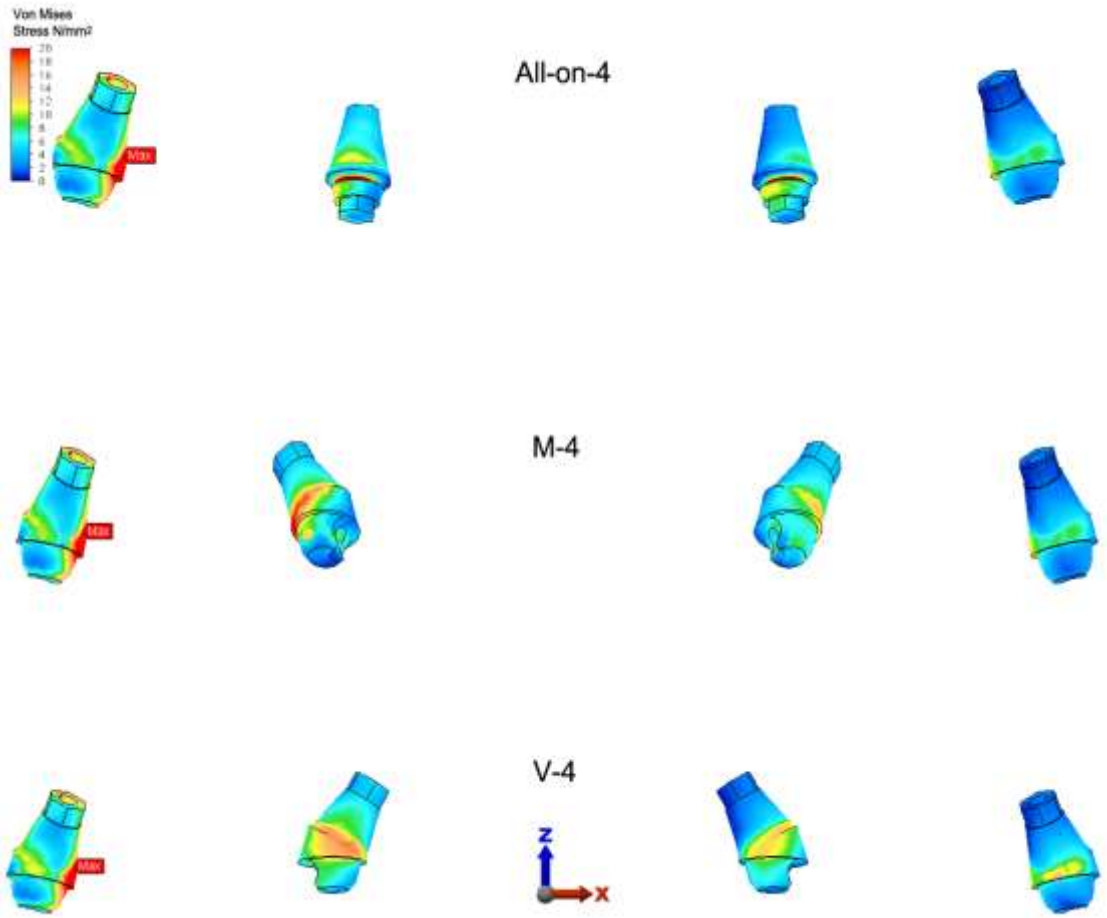 Von Mises
Stress N/mm²
20
18
16
14
12
10
8
6
4
2
0
All-on-4
Max
M-4
Max
V-4
Max
Z
X